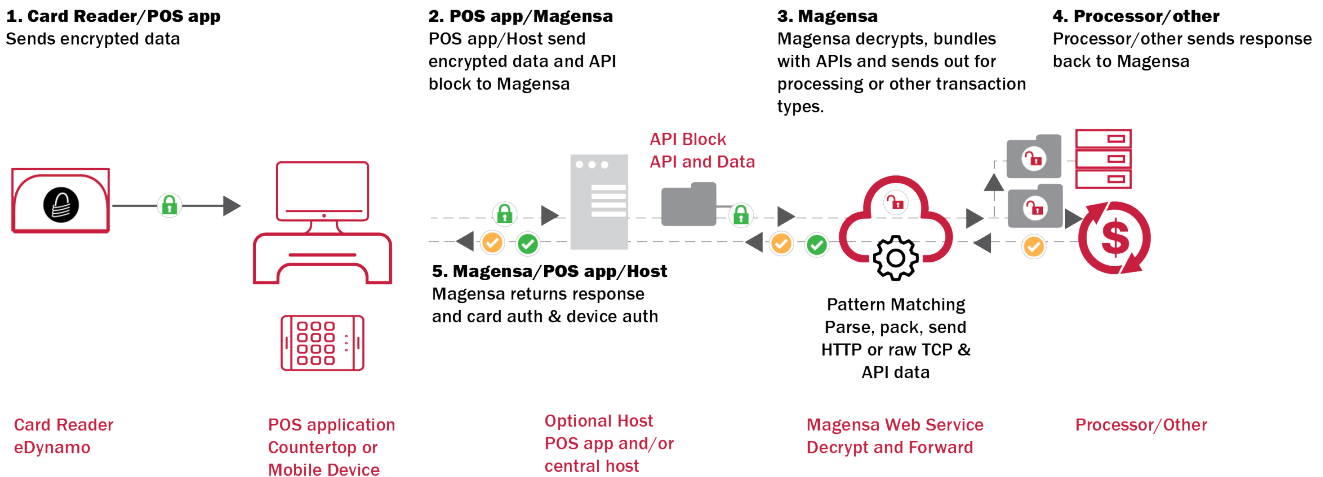 1. Card Reader/POS app
Sends encrypted data
2. POS app/Magensa
POS app/Host send
encrypted data and API
block to Magensa
3. Magensa
Magensa decrypts, bundles
with APIs and sends out for
processing or other transaction
types.
4. Processor/other
Processor/other sends response
back to Magensa
API Block
API and Data
$
5. Magensa/POS app/Host
Magensa returns response
and card auth & device auth
Pattern Matching
Parse, pack, send
HTTP or raw TCP &
API data
Card Reader
eDynamo
POS application
Countertop or
Mobile Device
Optional Host
POS app and/or
central host
Magensa Web Service
Decrypt and Forward
Processor/Other